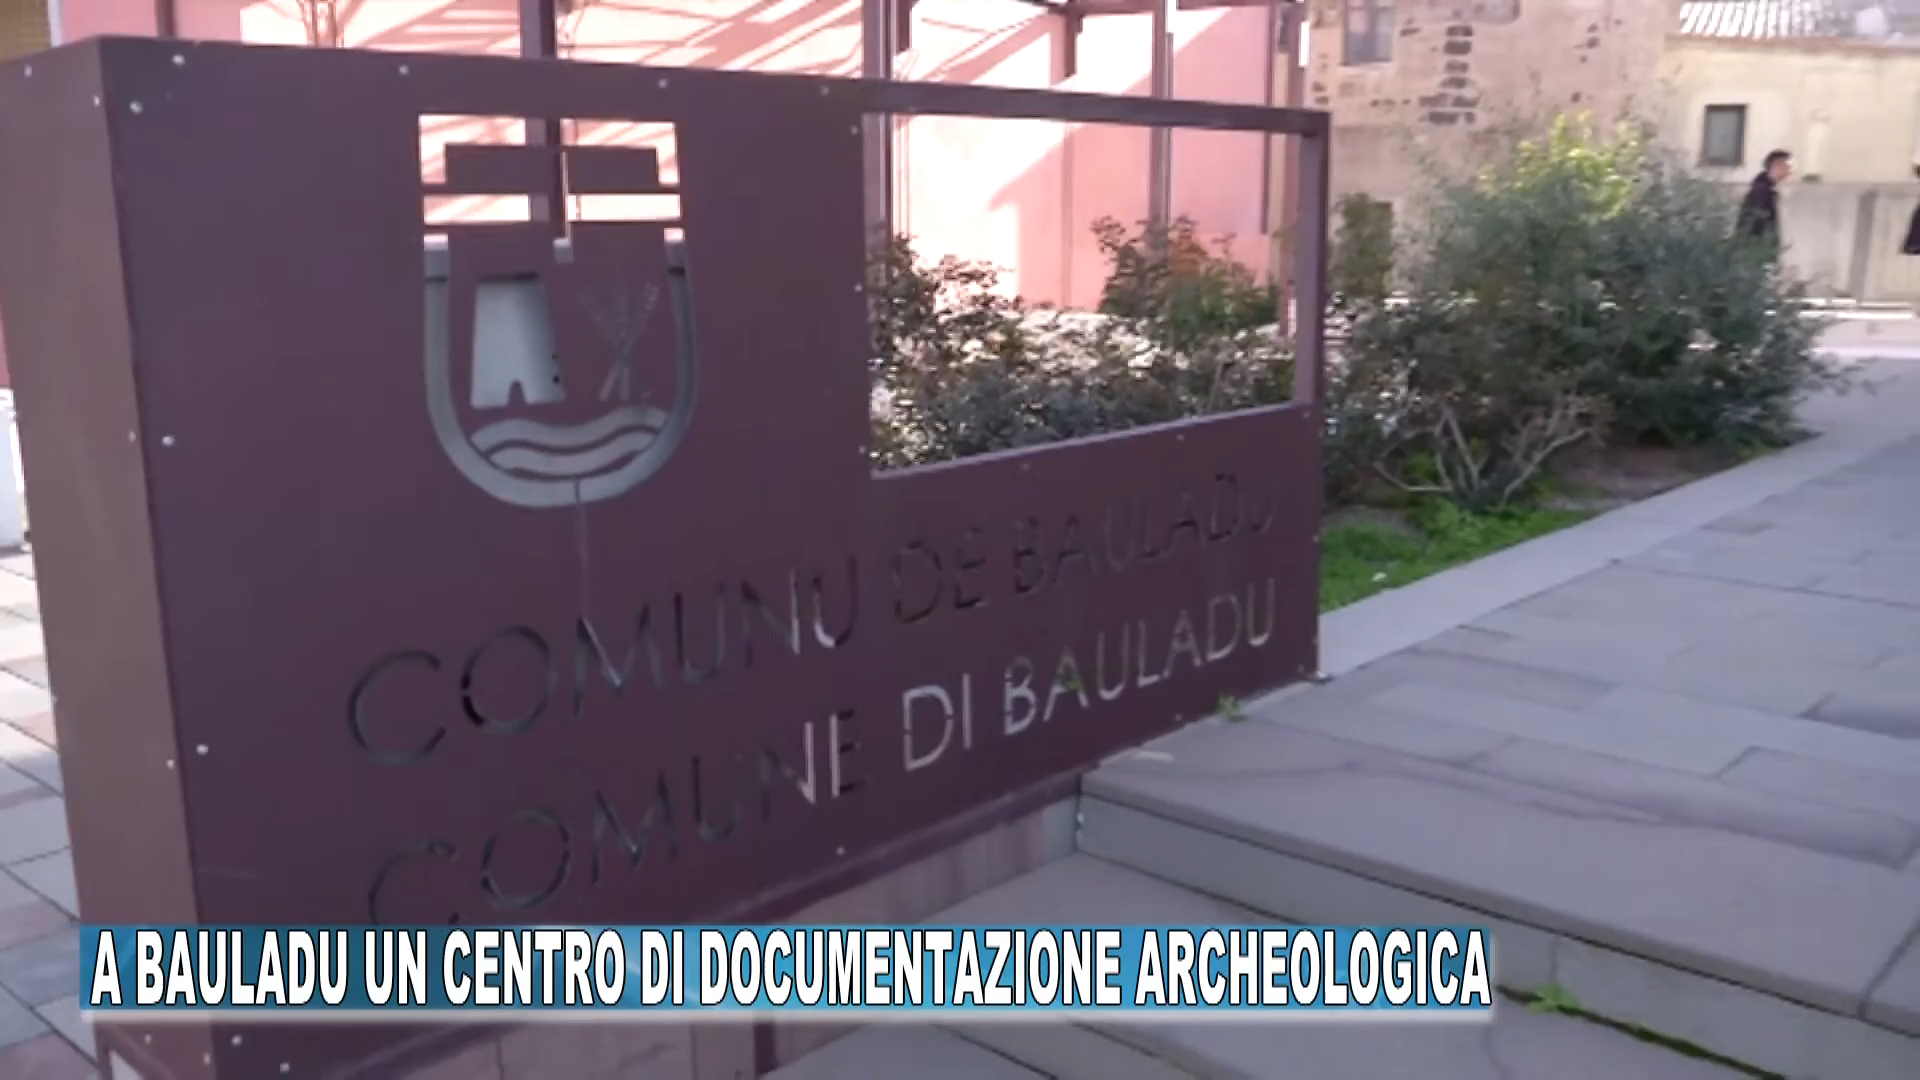 COMUNU DE BAULADU
COMUNE DI BAULADU
A BAULADU UN CENTRO DI DOCUMENTAZIONE ARCHEOLOGICA